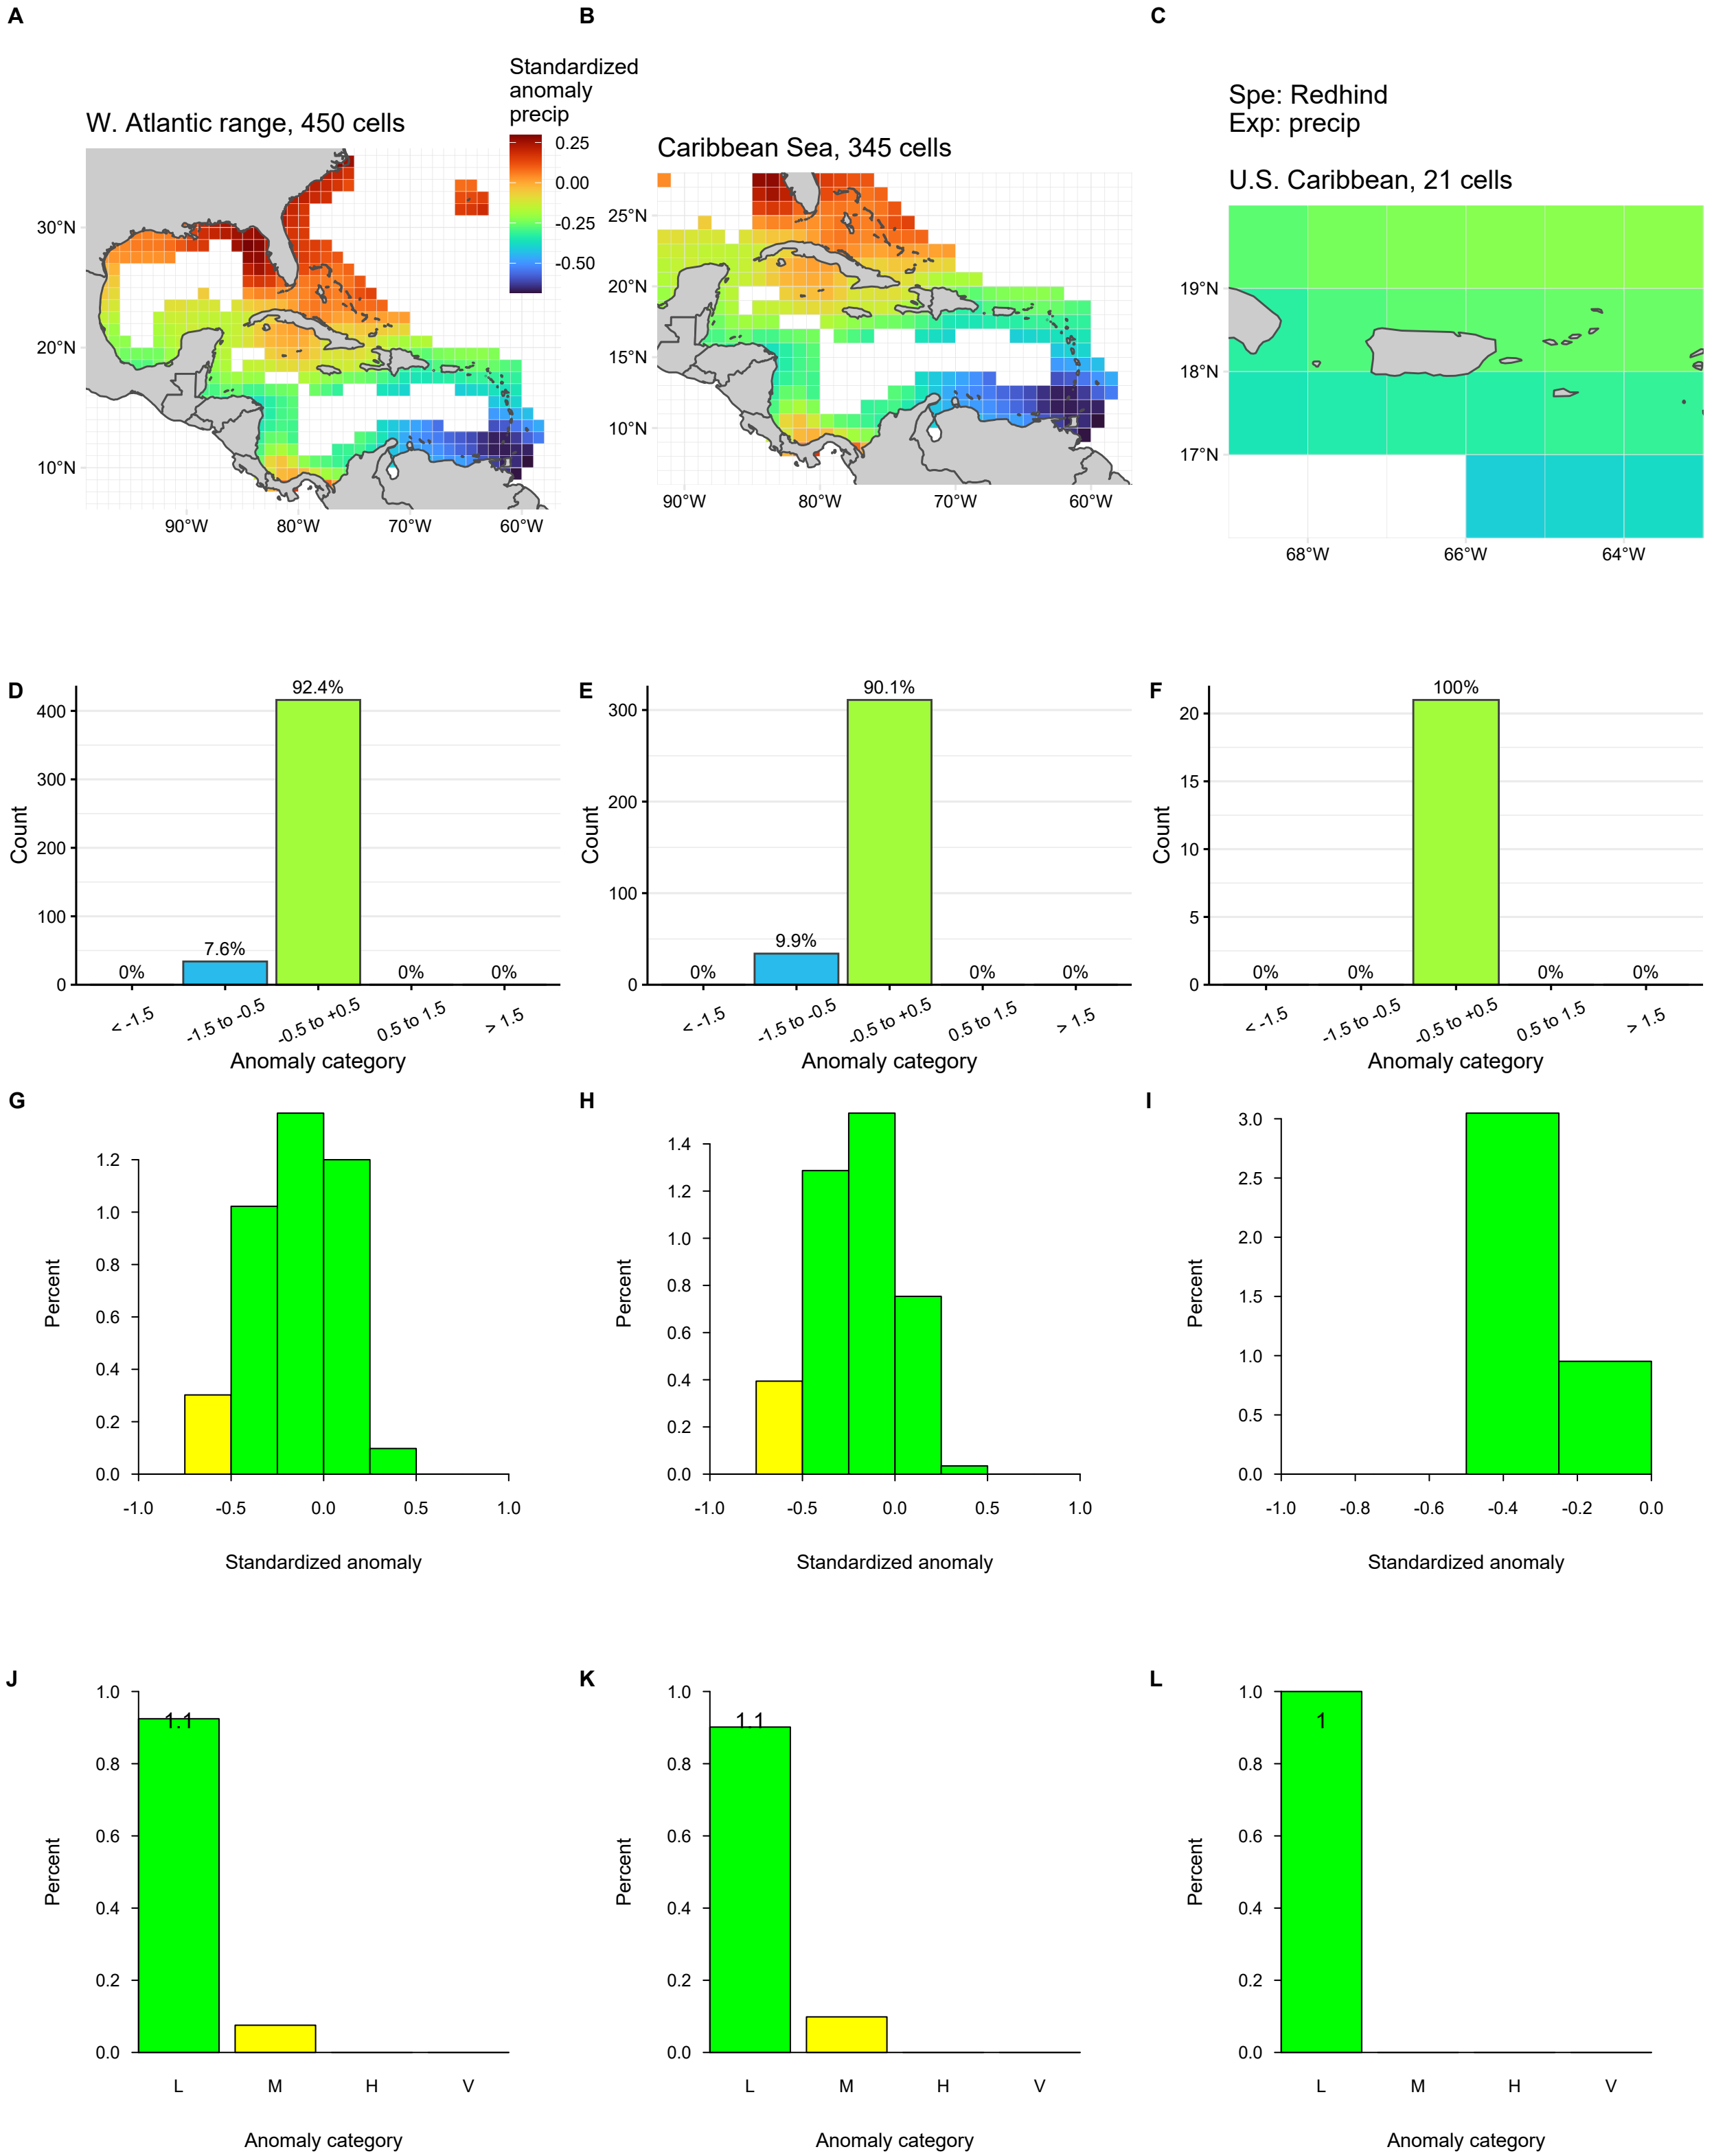 A
B
C
Standardized
anomaly
precip
0.25
0.00
-0.25
-0.50
W. Atlantic range, 450 cells
30°N
20°N
10°N
90°W
80°W
70°W
60°W
Caribbean Sea, 345 cells
25°N
20°N
15°N
10°N
90°W
80°W
70°W
60°W
Spe: Redhind
Exp: precip
U.S. Caribbean, 21 cells
19°N
18°N
17°N
68°W
66°W
64°W
D
Count
400
300
200
100
0
0%
7.6%
92.4%
0%
0%
< -1.5
-1.5 to -0.5
-0.5 to +0.5
0.5 to 1.5
> 1.5
Anomaly category
E
Count
300
200
100
0
0%
9.9%
90.1%
0%
0%
< -1.5
-1.5 to -0.5
-0.5 to +0.5
0.5 to 1.5
> 1.5
Anomaly category
F
Count
20
15
10
5
0
0%
0%
100%
0%
0%
< -1.5
-1.5 to -0.5
-0.5 to +0.5
0.5 to 1.5
> 1.5
Anomaly category
G
Percent
1.2
1.0
0.8
0.6
0.4
0.2
0.0
-1.0
-0.5
0.0
0.5
1.0
Standardized anomaly
H
Percent
1.4
1.2
1.0
0.8
0.6
0.4
0.2
0.0
-1.0
-0.5
0.0
0.5
1.0
Standardized anomaly
I
Percent
3.0
2.5
2.0
1.5
1.0
0.5
0.0
-1.0
-0.8
-0.6
-0.4
-0.2
0.0
Standardized anomaly
J
Percent
1.0
0.8
0.6
0.4
0.2
0.0
1.1
L
M
H
V
Anomaly category
K
Percent
1.0
0.8
0.6
0.4
0.2
0.0
1.1
L
M
H
V
Anomaly category
L
Percent
1.0
0.8
0.6
0.4
0.2
0.0
1
L
M
H
V
Anomaly category